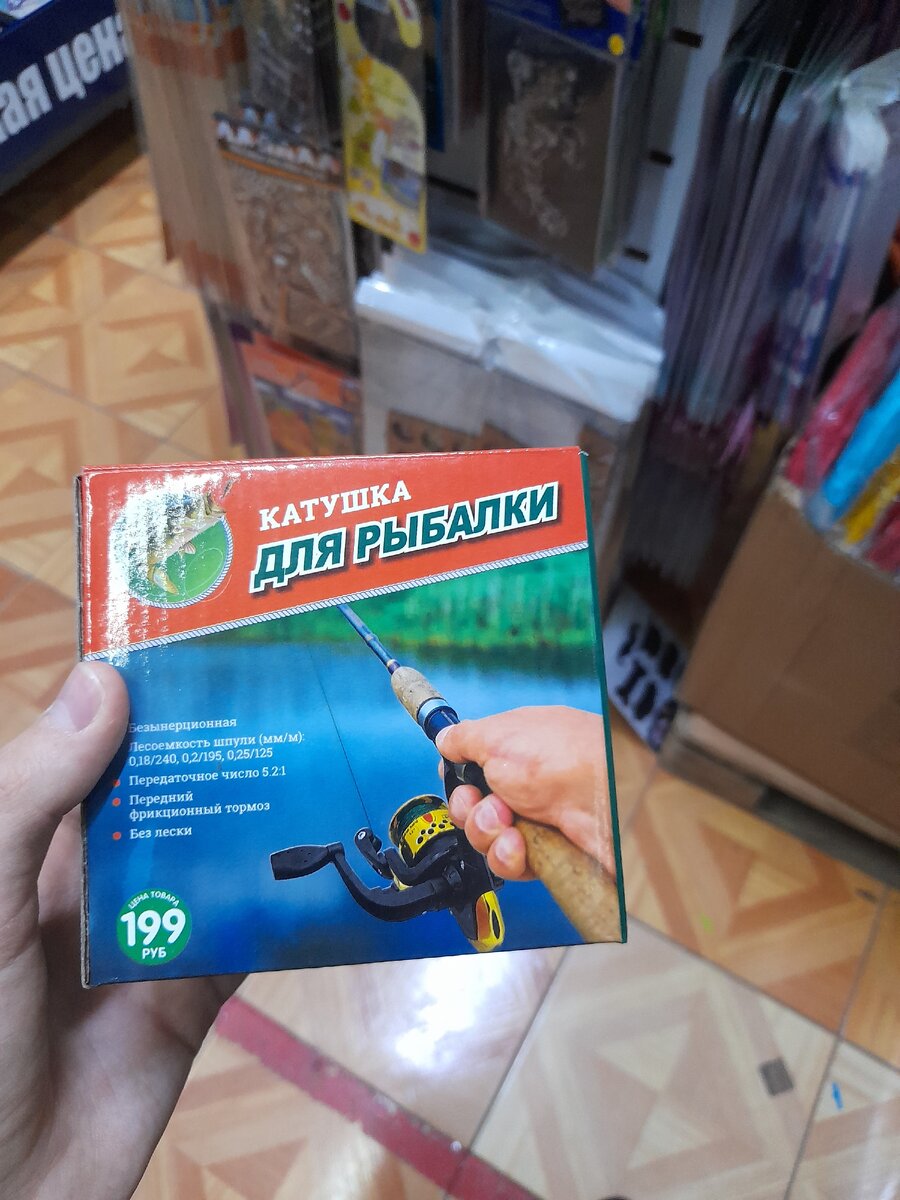 КАТУШКА
ДЛЯ РЫБАЛКИ
Безынерционная
Лесоемкость шпули (мм/м):
0,18/240, 0,2/195, 0,25/125
Передаточное число 5.2:1
Передний
фрикционный тормоз
Без лески
ЦЕНА ТОВАРА
199
РУБ